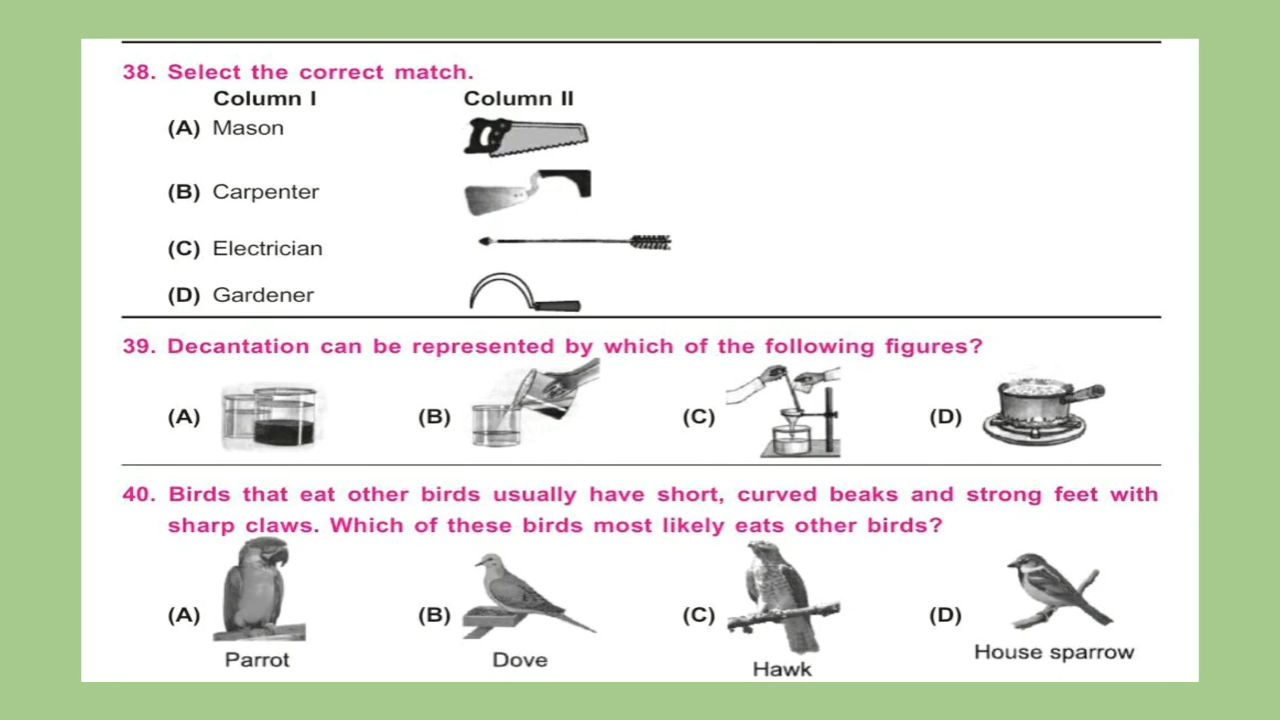 38. Select the correct match.
Column I Column II
(A) Mason
(B) Carpenter
(C) Electrician
(D) Gardener
39. Decantation can be represented by which of the following figures?
(A) (B) (C) (D)
40. Birds that eat other birds usually have short, curved beaks and strong feet with
sharp claws. Which of these birds most likely eats other birds?
(A) (B) (C) (D)
Parrot Dove Hawk House sparrow